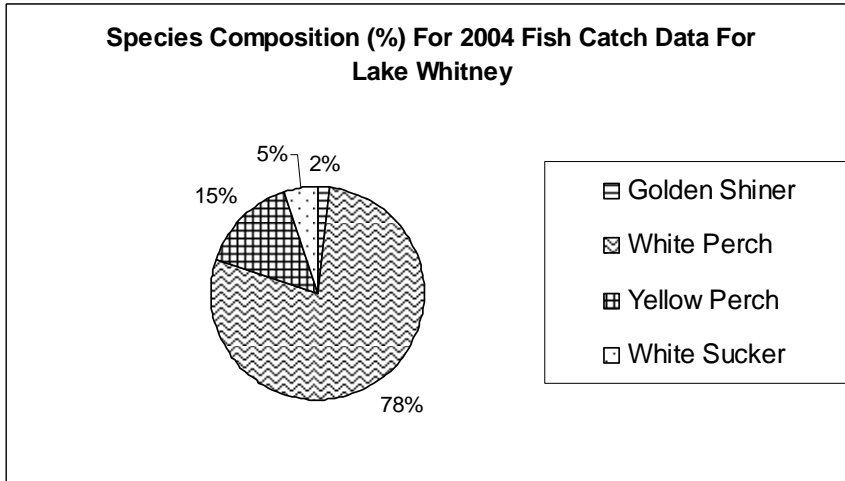 Species Composition (%) For 2004 Fish Catch Data For
Lake Whitney
5%
2%
15%
78%
Golden Shiner
White Perch
Yellow Perch
White Sucker